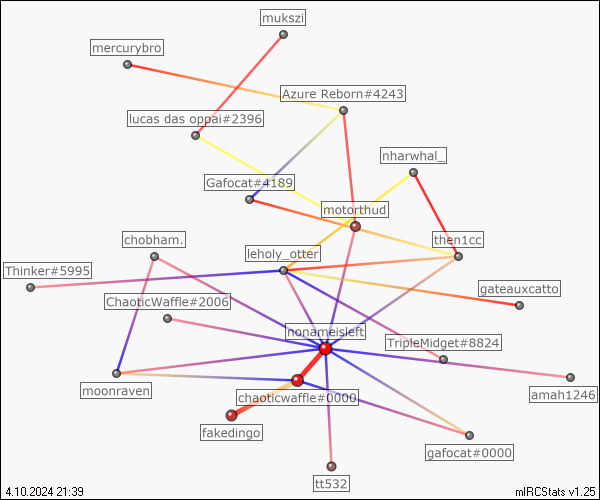 mukszi
mercurybro
Azure Reborn#4243
lucas das oppai#2396
nharwhal_
Gafocat#4189
motorthud
chobham.
then1cc
leholy_otter
Thinker#5995
gateauxcatto
ChaoticWaffle#2006
nonameisleft
TripleMidget#8824
moonraven
chaoticwaffle#0000
amah1246
fakedingo
gafocat#0000
tt532
4.10.2024 21:39
mIRCStats v1.25